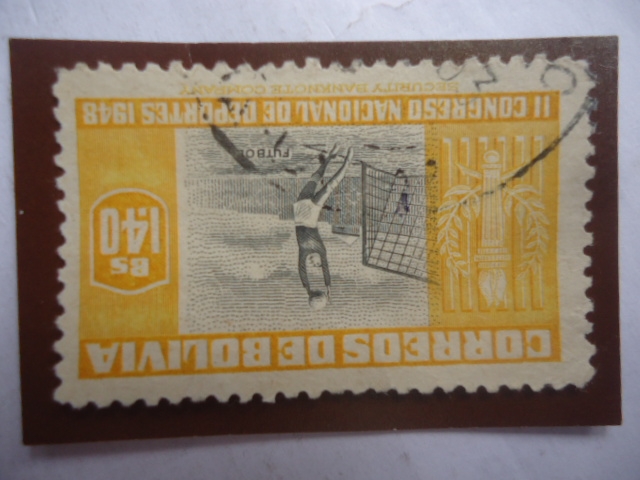 CORREOS DE BOLIVIA
Bs
1.40
FUTBOL
II CONGRESO NACIONAL DE DEPORTES 1948
SECURITY BANKNOTE COMPANY